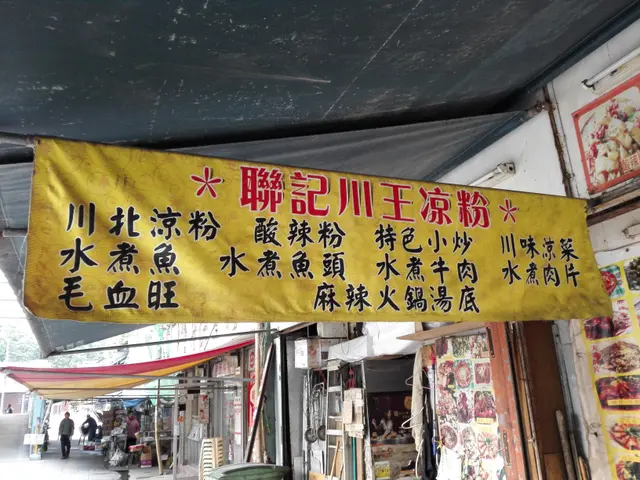 * 聯記川王凉粉 *
川北涼粉 酸辣粉 特色小炒 川味涼菜
水煮魚 水煮魚頭 水煮牛肉 水煮肉片
毛血旺 麻辣火鍋湯底